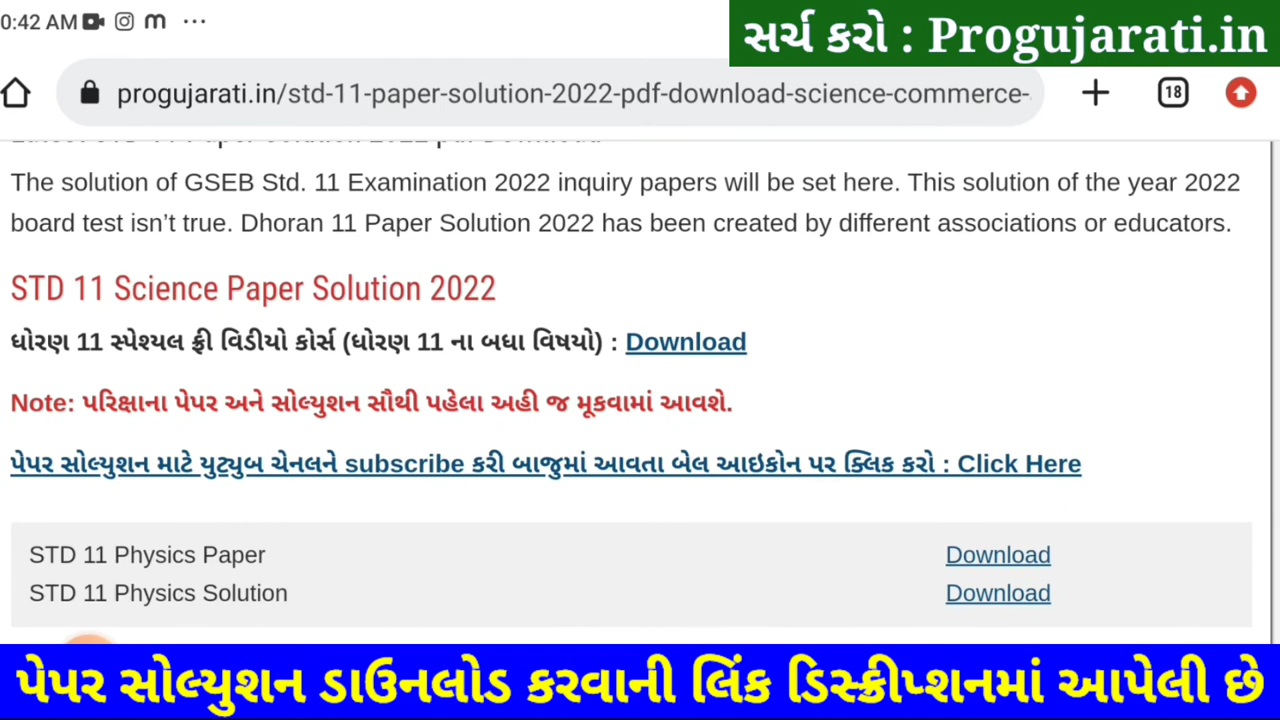 0:42 AM
સર્ચ કરો : Progujarati.in
progujarati.in/std-11-paper-solution-2022-pdf-download-science-commerce-
18
The solution of GSEB Std. 11 Examination 2022 inquiry papers will be set here. This solution of the year 2022
board test isn’t true. Dhoran 11 Paper Solution 2022 has been created by different associations or educators.
STD 11 Science Paper Solution 2022
ધોરણ 11 સ્પેશ્યલ ફ્રી વિડીયો કોર્સ (ધોરણ 11 ના બધા વિષયો) : Download
Note: પરિક્ષાના પેપર અને સોલ્યુશન સૌથી પહેલા અહી જ મૂકવામાં આવશે.
પેપર સોલ્યુશન માટે યુટ્યુબ ચેનલને subscribe કરી બાજુમાં આવતા બેલ આઇકોન પર ક્લિક કરો : Click Here
STD 11 Physics Paper Download
STD 11 Physics Solution Download
પેપર સોલ્યુશન ડાઉનલોડ કરવાની લિંક ડિસ્ક્રીપ્શનમાં આપેલી છે